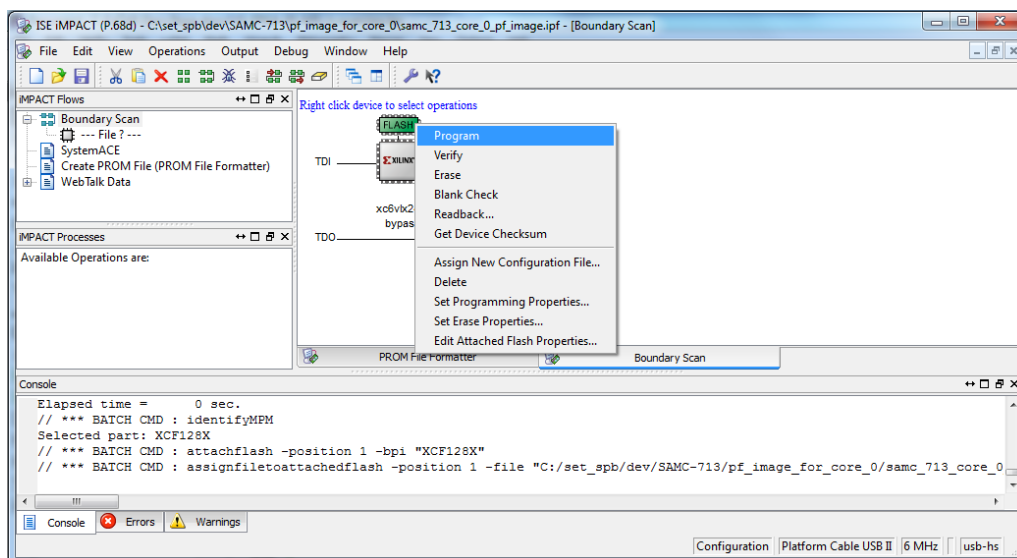 ISE iMPACT (P.68d) - C:\set_spb\dev\SAMC-713\pf_image_for_core_0\samc_713_core_0_pf_image.ipf - [Boundary Scan]
File Edit View Operations Output Debug Window Help
iMPACT Flows
Boundary Scan
--- File ? ---
SystemACE
Create PROM File (PROM File Formatter)
WebTalk Data
iMPACT Processes
Available Operations are:
Right click device to select operations
FLASH
TDI
XILINX
xc6vlx2
bypas
TDO
Program
Verify
Erase
Blank Check
Readback...
Get Device Checksum
Assign New Configuration File...
Delete
Set Programming Properties...
Set Erase Properties...
Edit Attached Flash Properties...
PROM File Formatter
Boundary Scan
Console
Elapsed time = 0 sec.
// *** BATCH CMD : identifyMPM
Selected part: XCF128X
// *** BATCH CMD : attachflash -position 1 -bpi "XCF128X"
// *** BATCH CMD : assignfiletoattachedflash -position 1 -file "C:/set_spb/dev/SAMC-713/pf_image_for_core_0/samc_713_core_0
Console Errors Warnings
Configuration Platform Cable USB II 6 MHz usb-hs